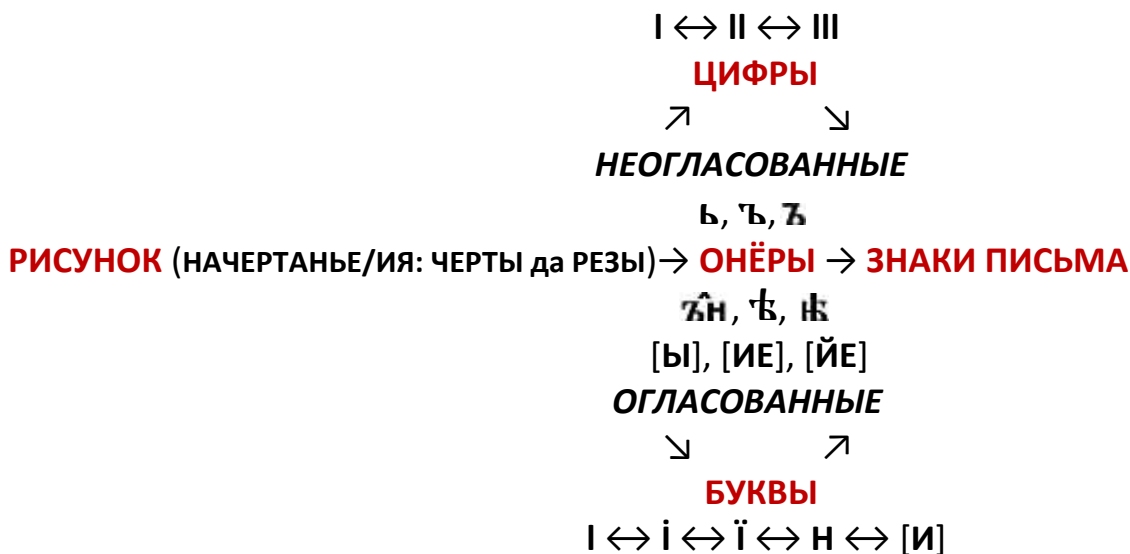 I ↔ II ↔ III
ЦИФРЫ
↗ ↘
НЕОГЛАСОВАННЫЕ
ь, ъ, Ꙏ
РИСУНОК (НАЧЕРТАНЬЕ/ИЯ: ЧЕРТЫ да РЕЗЫ)→ ОНЁРЫ → ЗНАКИ ПИСЬМА
ѣ,
[Ы], [ИЕ], [ЙЕ]
ОГЛАСОВАННЫЕ
↘ ↗
БУКВЫ
I ↔ İ ↔ Ï ↔ Н ↔ [И]